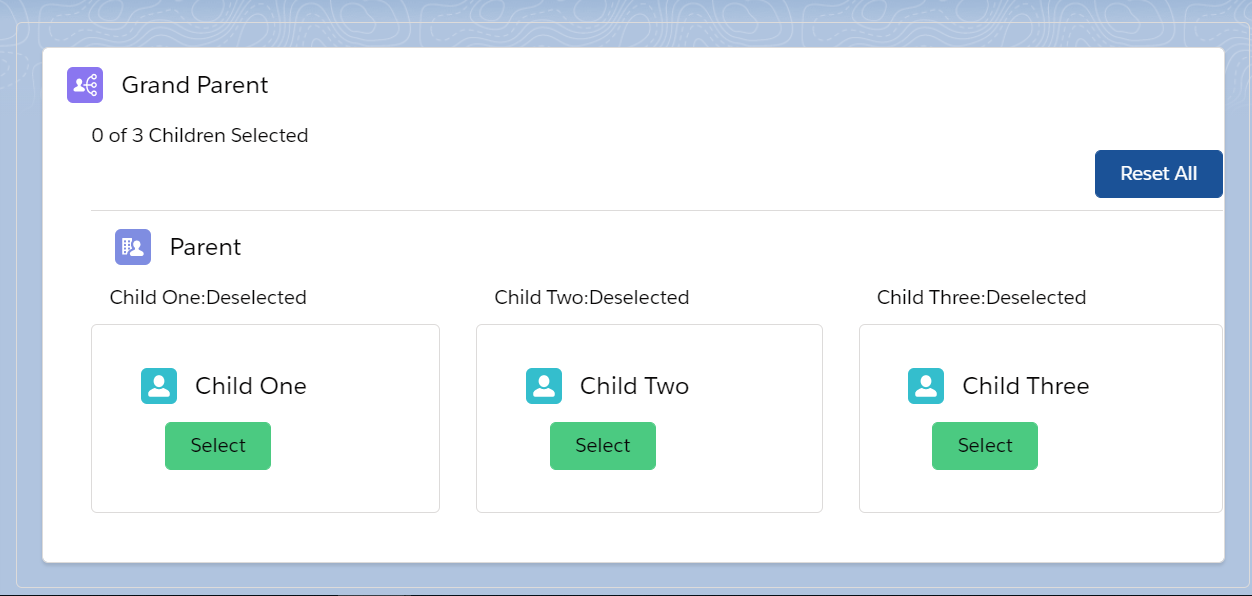 Grand Parent
0 of 3 Children Selected
Reset All
Parent
Child One:Deselected
Child Two:Deselected
Child Three:Deselected
Child One
Child Two
Child Three
Select
Select
Select